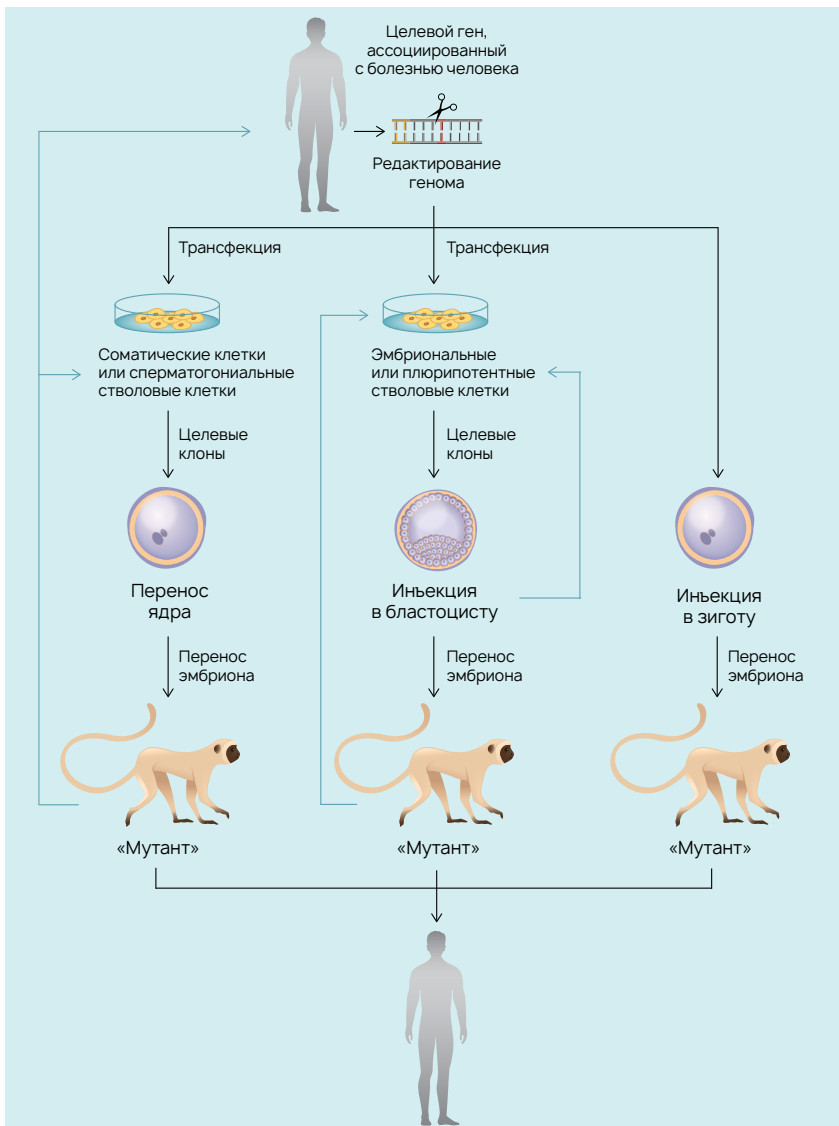 Целевой ген,
ассоциированный
с болезнью человека
Редактирование
генома
Трансфекция
Трансфекция
Соматические клетки
или сперматогониальные
стволовые клетки
Эмбриональные
или плюрипотентные
стволовые клетки
Целевые
клоны
Целевые
клоны
Перенос
ядра
Инъекция
в бластоцисту
Инъекция
в зиготу
Перенос
эмбриона
Перенос
эмбриона
Перенос
эмбриона
«Мутант»
«Мутант»
«Мутант»